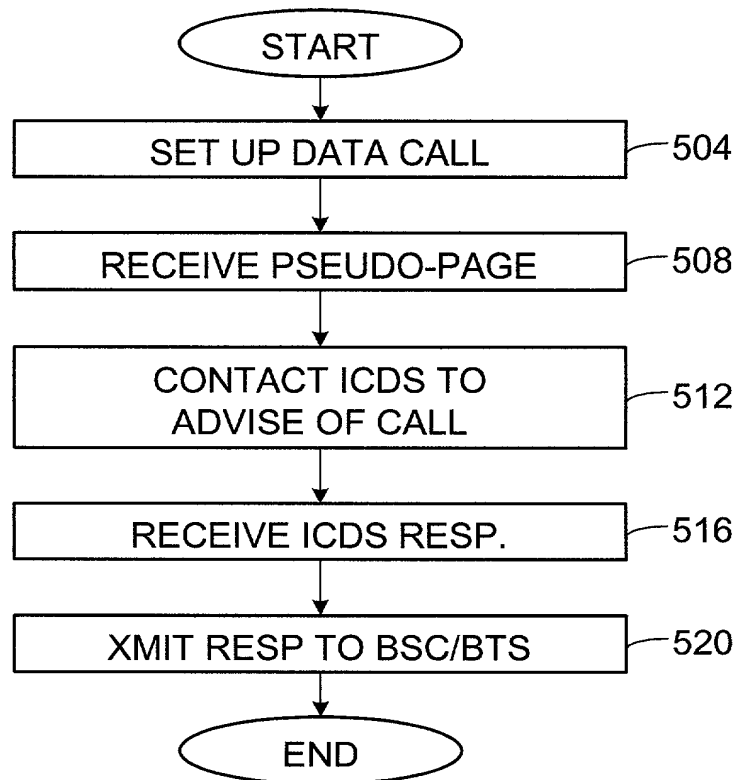 START
SET UP DATA CALL
504
RECEIVE PSEUDO-PAGE
508
CONTACT ICDS TO
ADVISE OF CALL
512
RECEIVE ICDS RESP.
516
XMIT RESP TO BSC/BTS
520
END